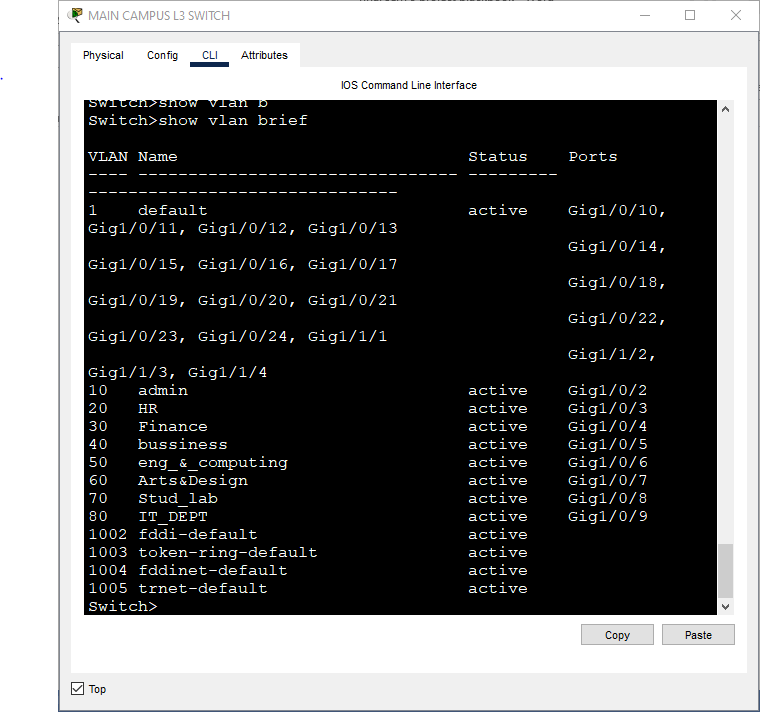 MAIN CAMPUS L3 SWITCH
Physical Config CLI Attributes
IOS Command Line Interface
Switch>show vlan b
Switch>show vlan brief
VLAN Name                             Status    Ports
---- -------------------------------- --------- 
-------------------------------
1    default                          active    Gig1/0/10,
Gig1/0/11, Gig1/0/12, Gig1/0/13
                                                Gig1/0/14,
Gig1/0/15, Gig1/0/16, Gig1/0/17
                                                Gig1/0/18,
Gig1/0/19, Gig1/0/20, Gig1/0/21
                                                Gig1/0/22,
Gig1/0/23, Gig1/0/24, Gig1/1/1
                                                Gig1/1/2,
Gig1/1/3, Gig1/1/4
10   admin                            active    Gig1/0/2
20   HR                               active    Gig1/0/3
30   Finance                          active    Gig1/0/4
40   bussiness                        active    Gig1/0/5
50   eng_&_computing                  active    Gig1/0/6
60   Arts&Design                      active    Gig1/0/7
70   Stud_lab                         active    Gig1/0/8
80   IT_DEPT                          active    Gig1/0/9
1002 fddi-default                     active
1003 token-ring-default               active
1004 fddinet-default                  active
1005 trnet-default                    active
Switch>
Copy Paste
Top